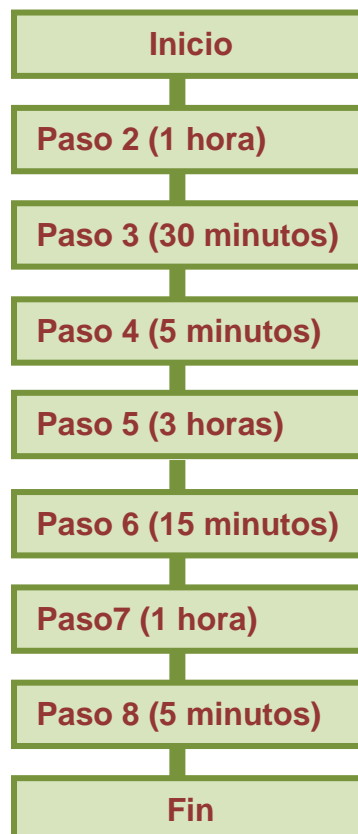 Inicio
Paso 2 (1 hora)
Paso 3 (30 minutos)
Paso 4 (5 minutos)
Paso 5 (3 horas)
Paso 6 (15 minutos)
Paso7 (1 hora)
Paso 8 (5 minutos)
Fin